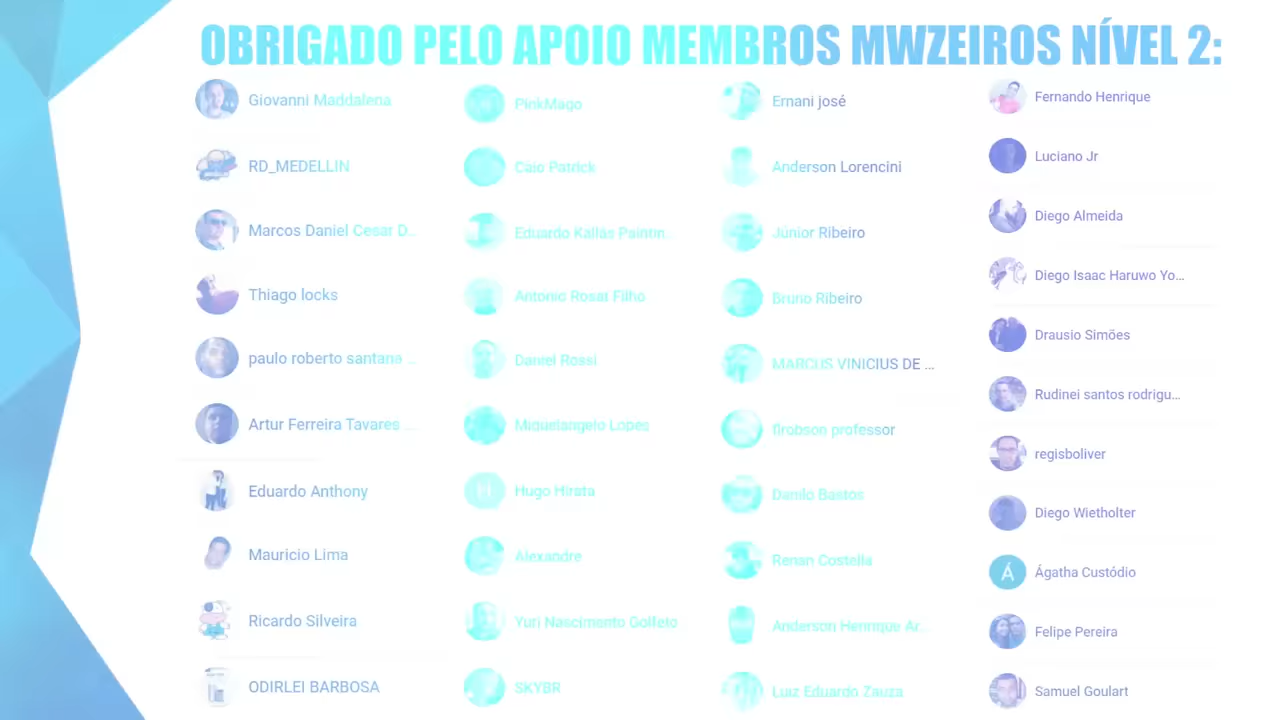 OBRIGADO PELO APOIO MEMBROS MWZEIROS NÍVEL 2:
Giovanni Maddalena
RD_MEDELLIN
Marcos Daniel Cesar D...
Thiago locks
paulo roberto santana ...
Artur Ferreira Tavares ...
Eduardo Anthony
Mauricio Lima
Ricardo Silveira
ODIRLEI BARBOSA
PinkMago
Caio Patrick
Eduardo Kallás Paintin...
Antonio Rosar Filho
Daniel Rossi
Miquelangelo Lopes
H
Hugo Hirata
Alexandre
Yuri Nascimento Golfeto
SKYBR
Ernani josé
Anderson Lorencini
Júnior Ribeiro
Bruno Ribeiro
MARCUS VINICIUS DE ...
flrobson professor
Danilo Bastos
Renan Costella
Anderson Henrique Ar...
Luiz Eduardo Zauza
Fernando Henrique
Luciano Jr
Diego Almeida
Diego Isaac Haruwo Yo...
Drausio Simões
Rudinei santos rodrigu...
regisboliver
Diego Wietholter
Á
Ágatha Custódio
Felipe Pereira
Samuel Goulart